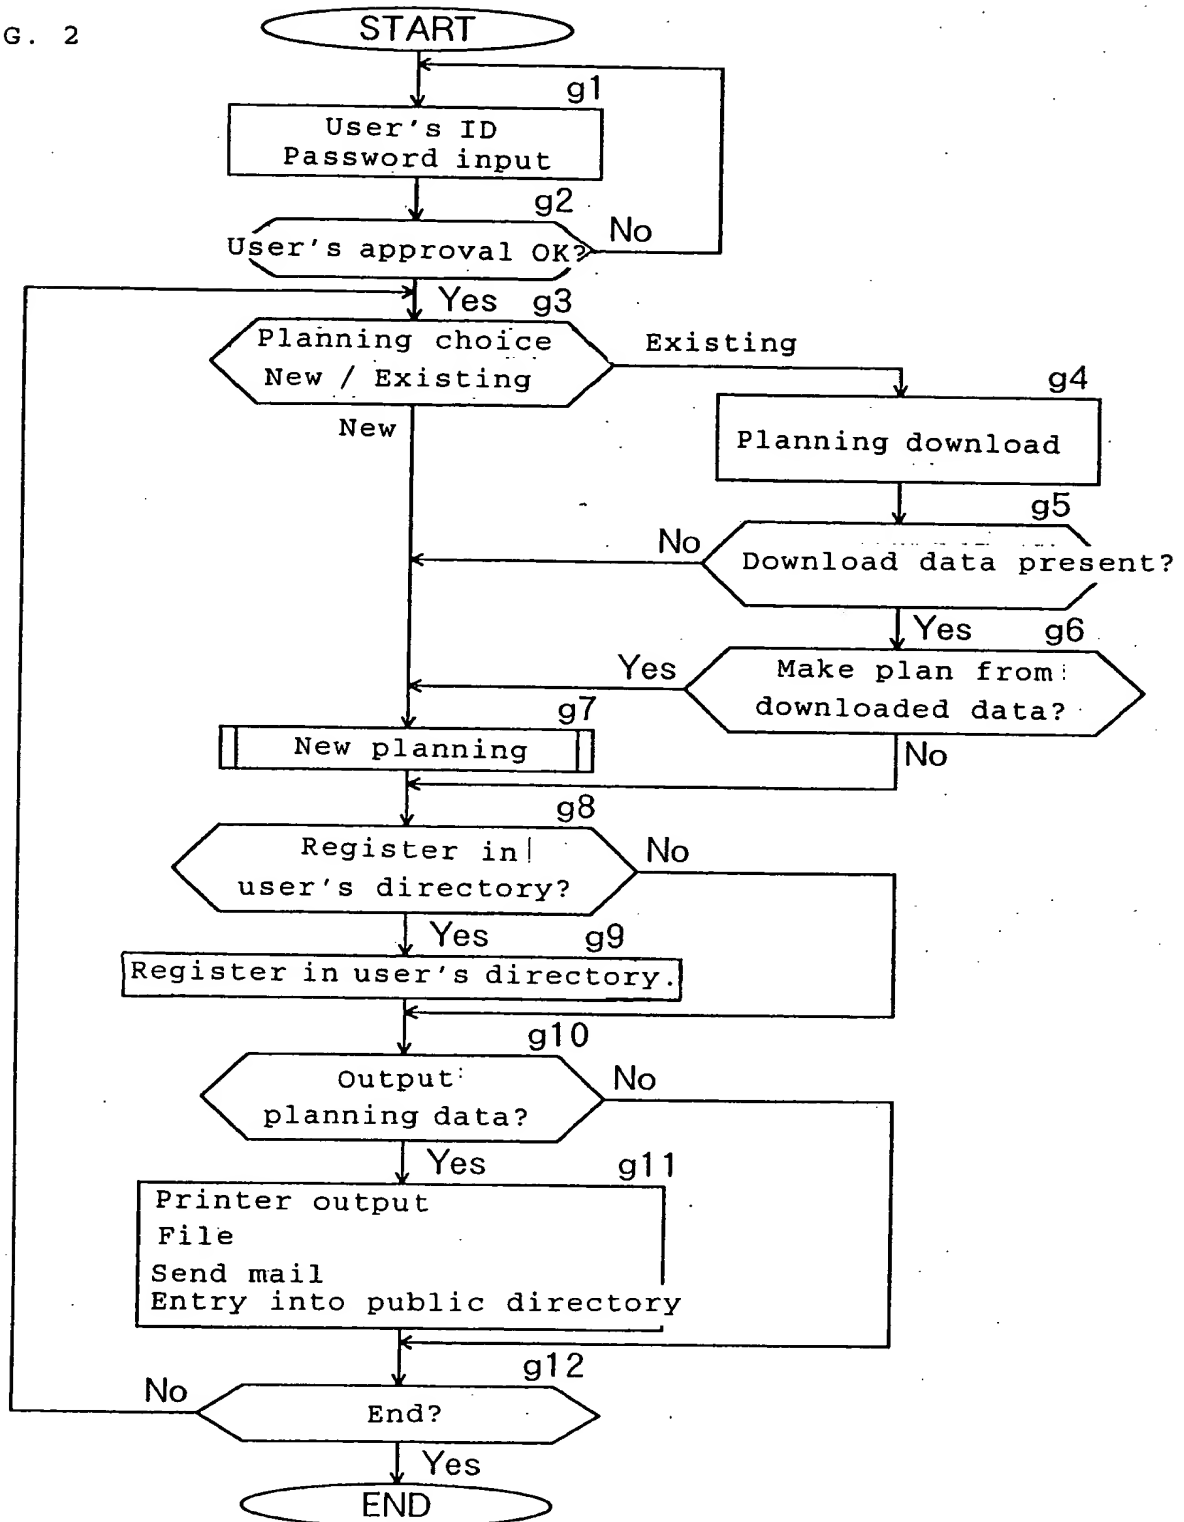 G. 2
START
g1
User's ID
Password input
g2
User's approval OK?
No
Yes
g3
Planning choice
New / Existing
Existing
New
g4
Planning download
g5
No
Download data present?
Yes
g6
Yes
Make plan from
downloaded data?
g7
New planning
No
g8
Register in
user's directory?
No
Yes
g9
Register in user's directory.
g10
Output
planning data?
No
Yes
g11
Printer output
File
Send mail
Entry into public directory
g12
No
End?
Yes
END